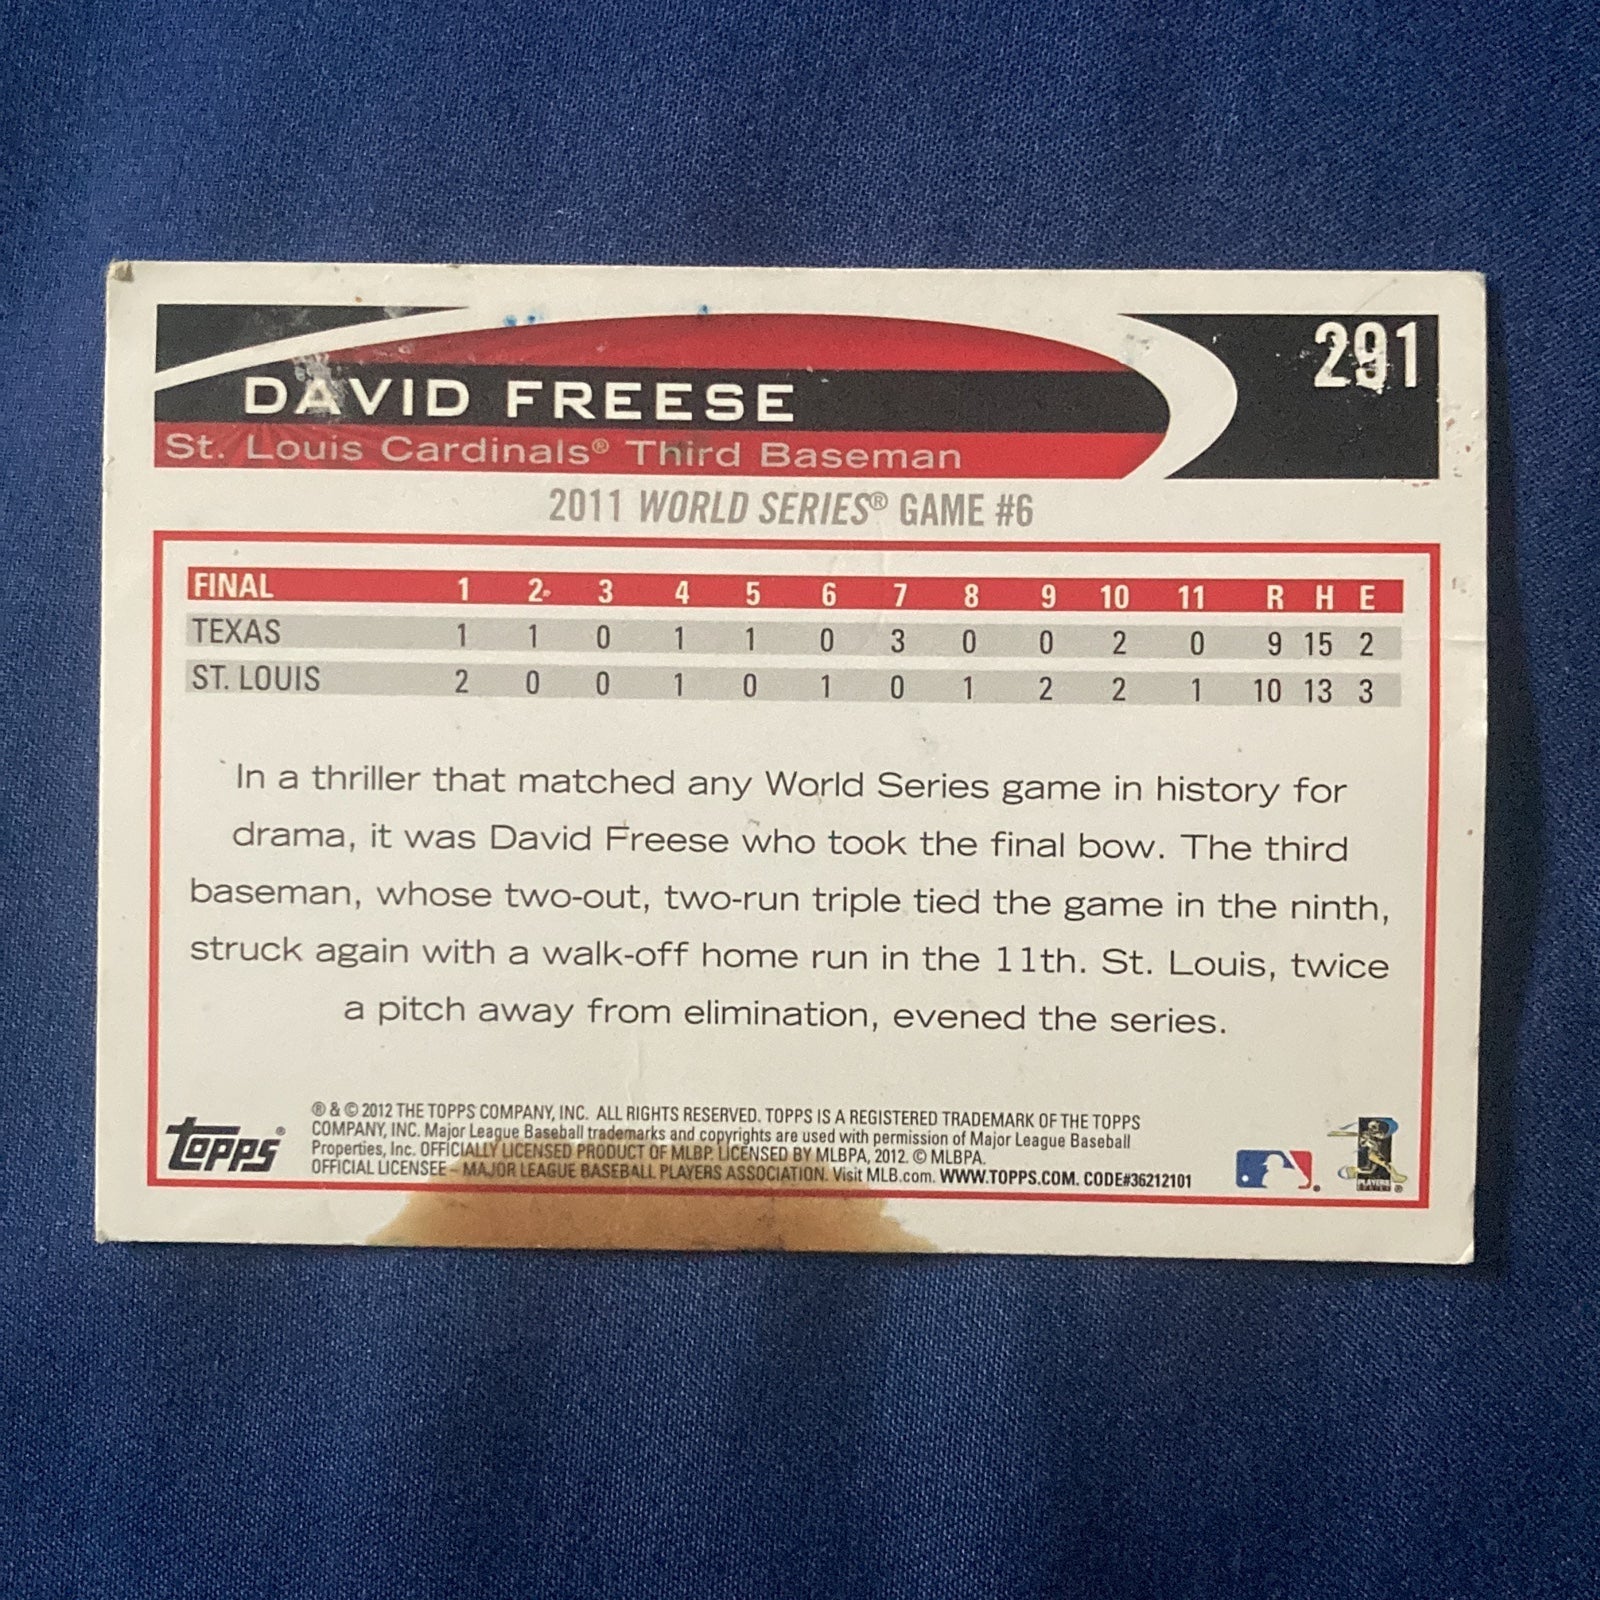 291
DAVID FREESE
St. Louis Cardinals® Third Baseman
2011 WORLD SERIES® GAME #6
FINAL 1 2 3 4 5 6 7 8 9 10 11 R H E
TEXAS 1 1 0 1 1 0 3 0 0 2 0 9 15 2
ST. LOUIS 2 0 0 1 0 1 0 1 2 2 1 10 13 3
In a thriller that matched any World Series game in history for
drama, it was David Freese who took the final bow. The third
baseman, whose two-out, two-run triple tied the game in the ninth,
struck again with a walk-off home run in the 11th. St. Louis, twice
a pitch away from elimination, evened the series.
topps®
® & © 2012 THE TOPPS COMPANY, INC. ALL RIGHTS RESERVED. TOPPS IS A REGISTERED TRADEMARK OF THE TOPPS
COMPANY, INC. Major League Baseball trademarks and copyrights are used with permission of Major League Baseball
Properties, Inc. OFFICIALLY LICENSED PRODUCT OF MLBP. LICENSED BY MLBPA, 2012. © MLBPA.
OFFICIAL LICENSEE – MAJOR LEAGUE BASEBALL PLAYERS ASSOCIATION. Visit MLB.com. WWW.TOPPS.COM. CODE#36212101
PLAYERS